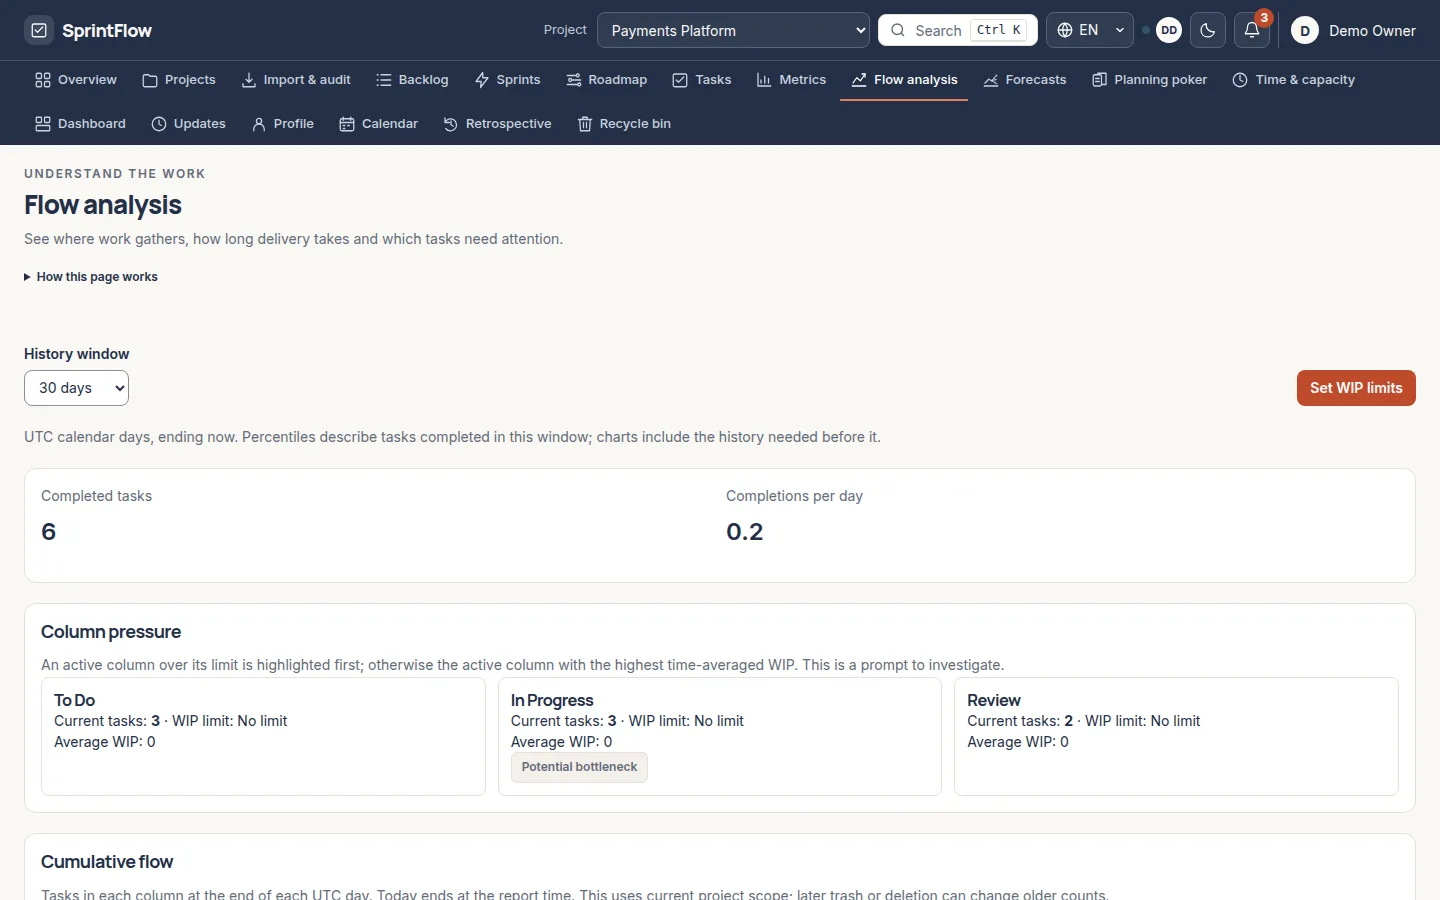 SprintFlow
Project
Payments Platform
Search Ctrl K
EN
DD
3
D
Demo Owner
Overview
Projects
Import & audit
Backlog
Sprints
Roadmap
Tasks
Metrics
Flow analysis
Forecasts
Planning poker
Time & capacity
Dashboard
Updates
Profile
Calendar
Retrospective
Recycle bin
UNDERSTAND THE WORK
Flow analysis
See where work gathers, how long delivery takes and which tasks need attention.
How this page works
History window
30 days
Set WIP limits
UTC calendar days, ending now. Percentiles describe tasks completed in this window; charts include the history needed before it.
Completed tasks
6
Completions per day
0.2
Column pressure
An active column over its limit is highlighted first; otherwise the active column with the highest time-averaged WIP. This is a prompt to investigate.
To Do
Current tasks: 3 · WIP limit: No limit
Average WIP: 0
In Progress
Current tasks: 3 · WIP limit: No limit
Average WIP: 0
Potential bottleneck
Review
Current tasks: 2 · WIP limit: No limit
Average WIP: 0
Cumulative flow
Tasks in each column at the end of each UTC day. Today ends at the report time. This uses current project scope; later trash or deletion can change older counts.